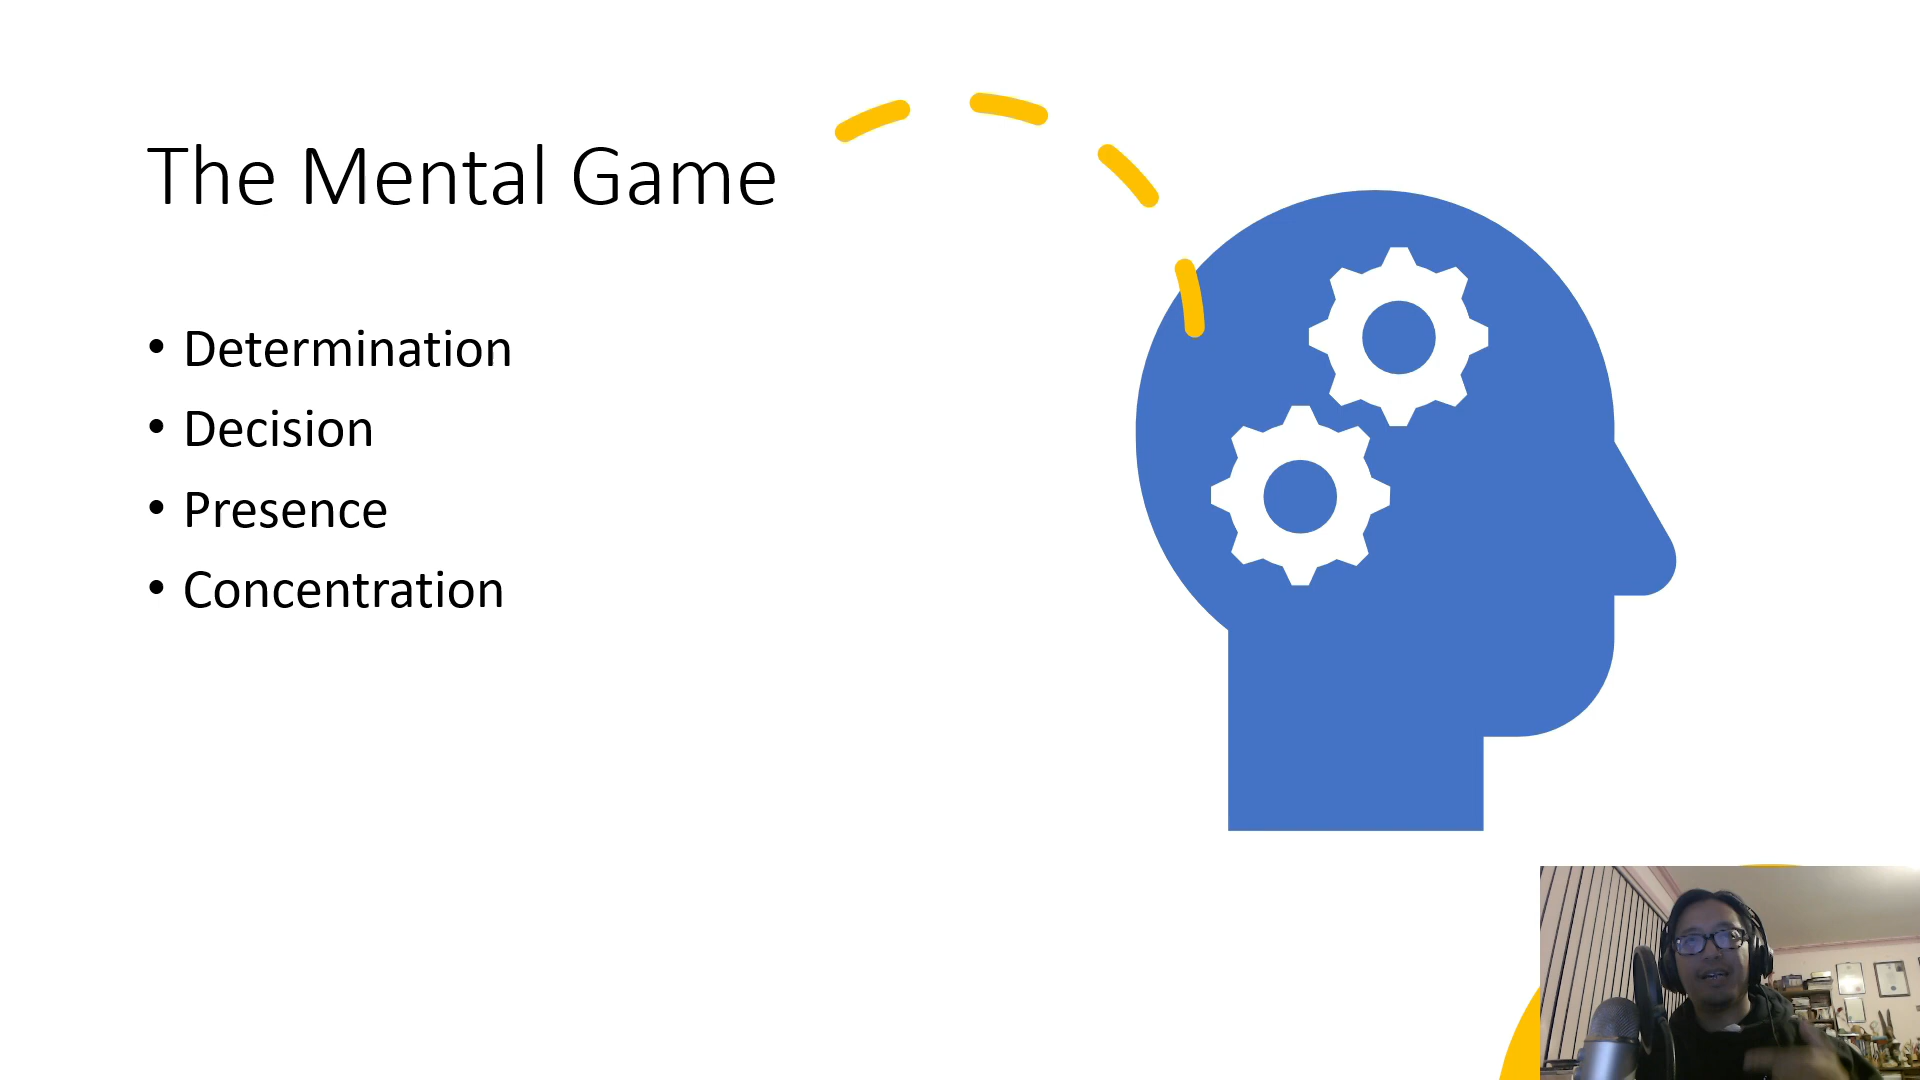 The Mental Game
• Determination
• Decision
• Presence
• Concentration